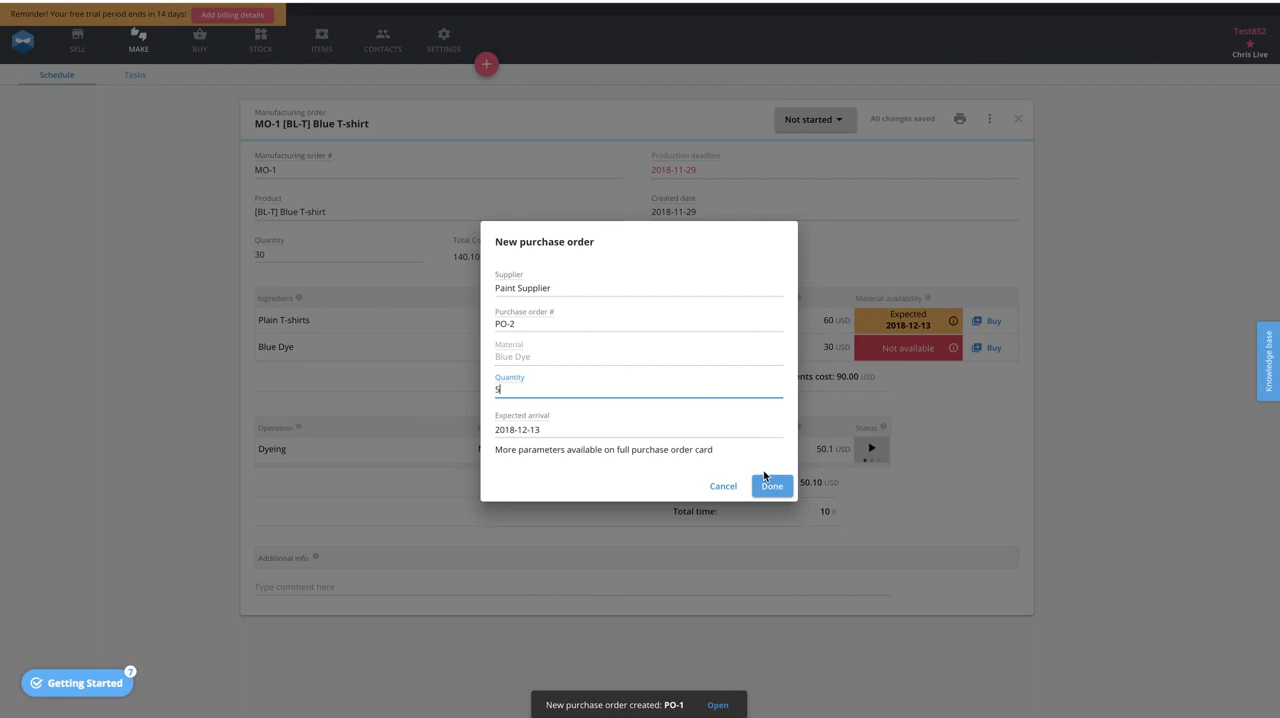 Reminder! Your free trial period ends in 14 days! Add billing details
SELL MAKE BUY STOCK ITEMS CONTACTS SETTINGS
Test852
Chris Live
Schedule Tasks
Manufacturing order
MO-1 [BL-T] Blue T-shirt
Not started
All changes saved
Manufacturing order # Production deadline
MO-1 2018-11-29
Product Created date
[BL-T] Blue T-shirt 2018-11-29
Quantity Total Co
30 140.10
New purchase order
Supplier
Paint Supplier
Purchase order #
PO-2
Material
Blue Dye
Quantity
5
Expected arrival
2018-12-13
More parameters available on full purchase order card
Cancel Done
Ingredient Material availability
Plain T-shirts 60 USD Expected 2018-12-13 Buy
Blue Dye 30 USD Not available Buy
nts cost: 90.00 USD
Operation Status
Dyeing 50.1 USD
50.10 USD
Total time: 10 h
Additional info
Type comment here
Knowledge base
Getting Started 7
New purchase order created: PO-1 Open